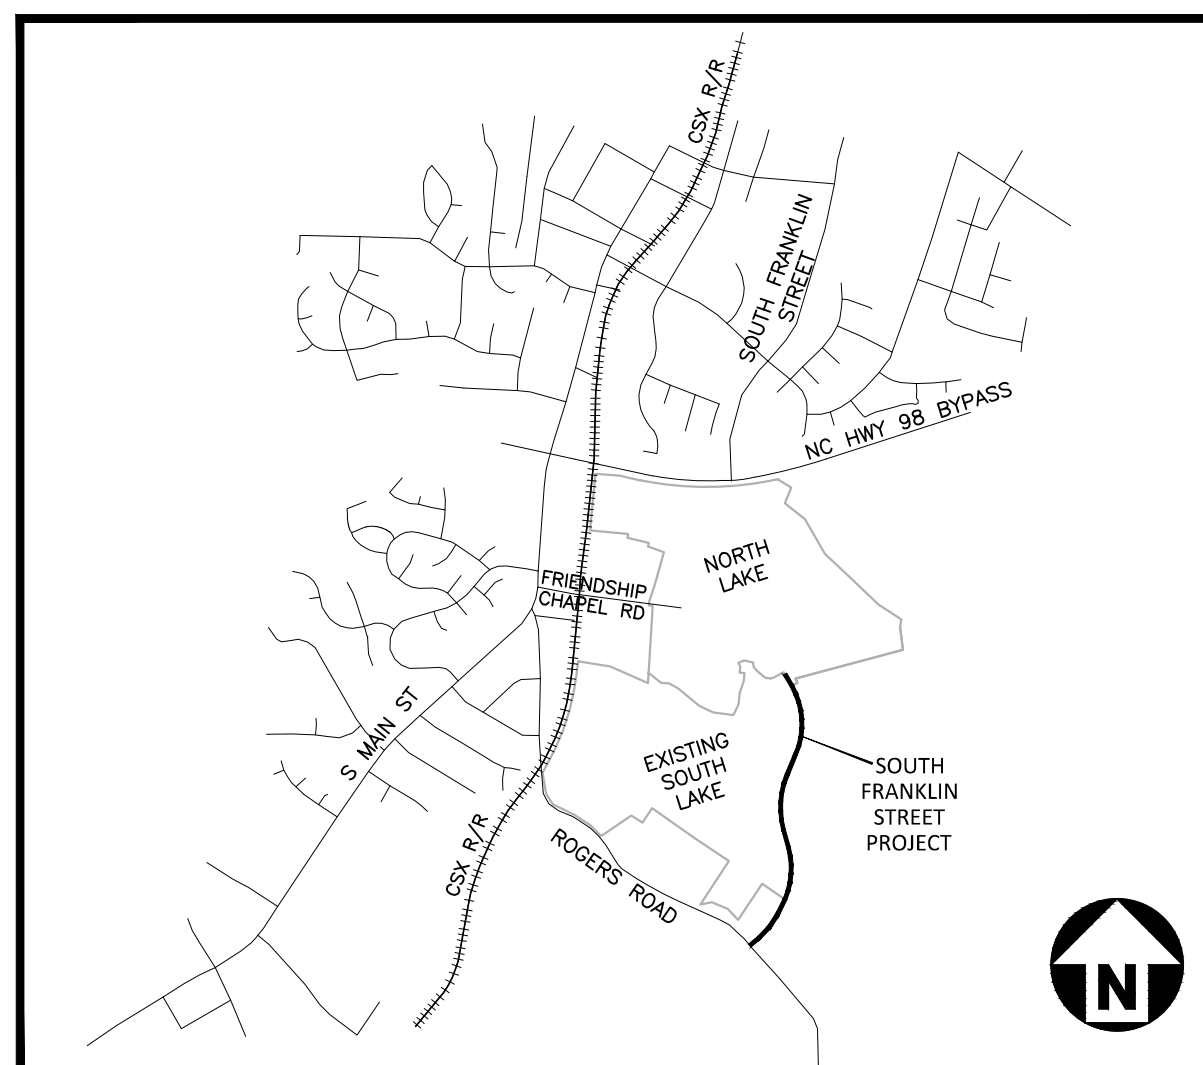 CSX R/R
SOUTH FRANKLIN
STREET
NC HWY 98 BYPASS
NORTH
LAKE
FRIENDSHIP
CHAPEL RD
S MAIN ST
EXISTING
SOUTH
LAKE
SOUTH
FRANKLIN
STREET
PROJECT
CSX R/R
ROGERS ROAD
N